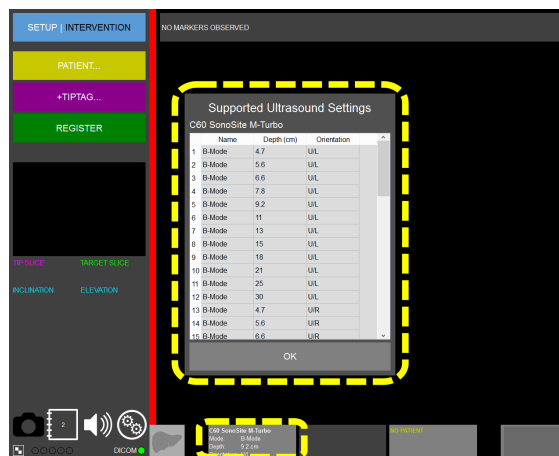 SETUP | INTERVENTION
NO MARKERS OBSERVED
PATIENT...
+TIPTAG...
REGISTER
TIP SLICE TARGET SLICE
INCLINATION ELEVATION
Supported Ultrasound Settings
C60 SonoSite M-Turbo
Name Depth (cm) Orientation
1 B-Mode 4.7 U/L
2 B-Mode 5.6 U/L
3 B-Mode 6.6 U/L
4 B-Mode 7.8 U/L
5 B-Mode 9.2 U/L
6 B-Mode 11 U/L
7 B-Mode 13 U/L
8 B-Mode 15 U/L
9 B-Mode 18 U/L
10 B-Mode 21 U/L
11 B-Mode 25 U/L
12 B-Mode 30 U/L
13 B-Mode 4.7 U/R
14 B-Mode 5.6 U/R
15 B-Mode 6.6 U/R
OK
2
DICOM
C60 SonoSite M-Turbo
Mode: B-Mode
Depth: 9.2 cm
NO PATIENT